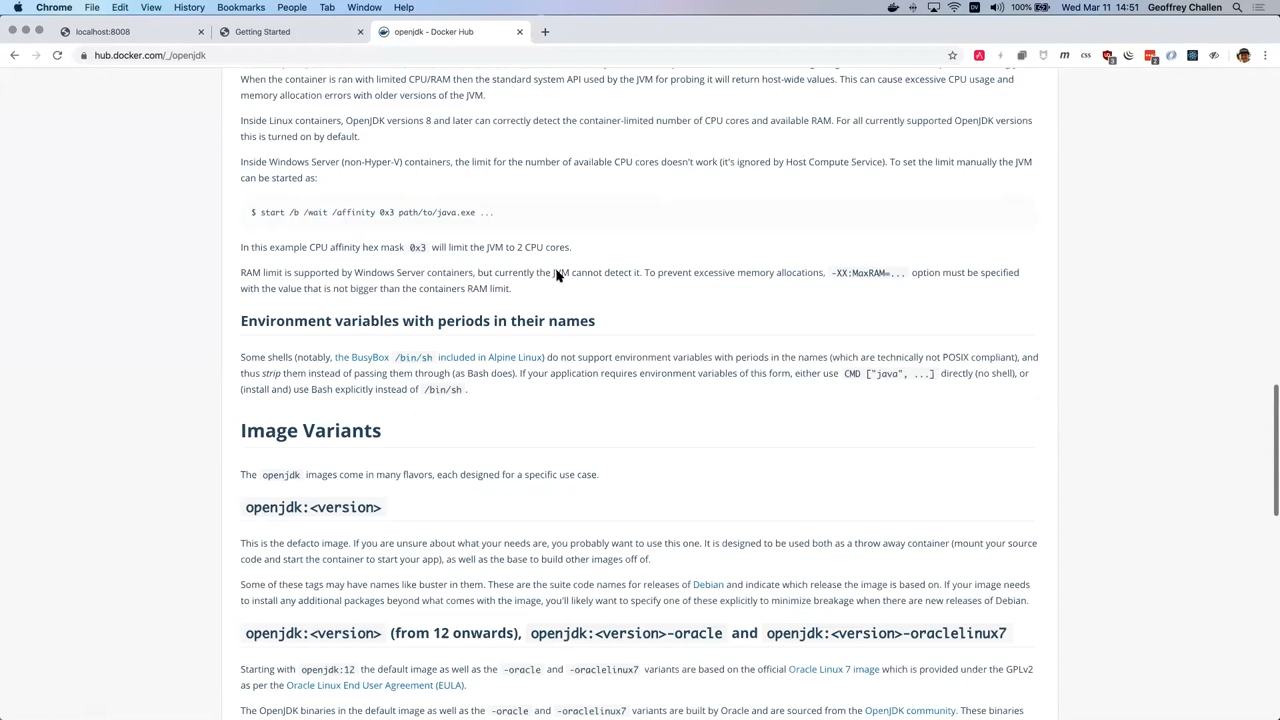 Chrome File Edit View History Bookmarks People Tab Window Help 100% Wed Mar 11 14:51 Geoffrey Challen
localhost:8008 Getting Started openjdk - Docker Hub
hub.docker.com/_/openjdk
When the container is ran with limited CPU/RAM then the standard system API used by the JVM for probing it will return host-wide values. This can cause excessive CPU usage and
memory allocation errors with older versions of the JVM.
Inside Linux containers, OpenJDK versions 8 and later can correctly detect the container-limited number of CPU cores and available RAM. For all currently supported OpenJDK versions
this is turned on by default.
Inside Windows Server (non-Hyper-V) containers, the limit for the number of available CPU cores doesn't work (it's ignored by Host Compute Service). To set the limit manually the JVM
can be started as:
$ start /b /wait /affinity 0x3 path/to/java.exe ...
In this example CPU affinity hex mask 0x3 will limit the JVM to 2 CPU cores.
RAM limit is supported by Windows Server containers, but currently the JVM cannot detect it. To prevent excessive memory allocations, -XX:MaxRAM=... option must be specified
with the value that is not bigger than the containers RAM limit.
Environment variables with periods in their names
Some shells (notably, the BusyBox /bin/sh included in Alpine Linux) do not support environment variables with periods in the names (which are technically not POSIX compliant), and
thus strip them instead of passing them through (as Bash does). If your application requires environment variables of this form, either use CMD ["java", ...] directly (no shell), or
(install and) use Bash explicitly instead of /bin/sh.
Image Variants
The openjdk images come in many flavors, each designed for a specific use case.
openjdk:<version>
This is the defacto image. If you are unsure about what your needs are, you probably want to use this one. It is designed to be used both as a throw away container (mount your source
code and start the container to start your app), as well as the base to build other images off of.
Some of these tags may have names like buster in them. These are the suite code names for releases of Debian and indicate which release the image is based on. If your image needs
to install any additional packages beyond what comes with the image, you'll likely want to specify one of these explicitly to minimize breakage when there are new releases of Debian.
openjdk:<version> (from 12 onwards), openjdk:<version>-oracle and openjdk:<version>-oraclelinux7
Starting with openjdk:12 the default image as well as the -oracle and -oraclelinux7 variants are based on the official Oracle Linux 7 image which is provided under the GPLv2
as per the Oracle Linux End User Agreement (EULA).
The OpenJDK binaries in the default image as well as the -oracle and -oraclelinux7 variants are built by Oracle and are sourced from the OpenJDK community. These binaries